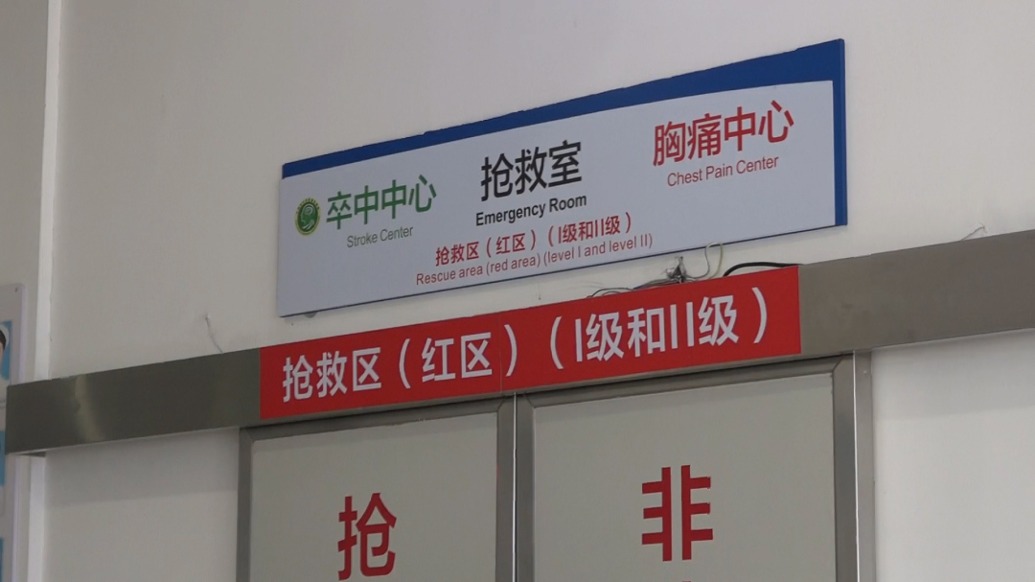 卒中中心
Stroke Center
抢救室
Emergency Room
抢救区（红区）（I级和II级）
Rescue area (red area) (level I and level II)
胸痛中心
Chest Pain Center
抢救区（红区）（I级和II级）
抢
非